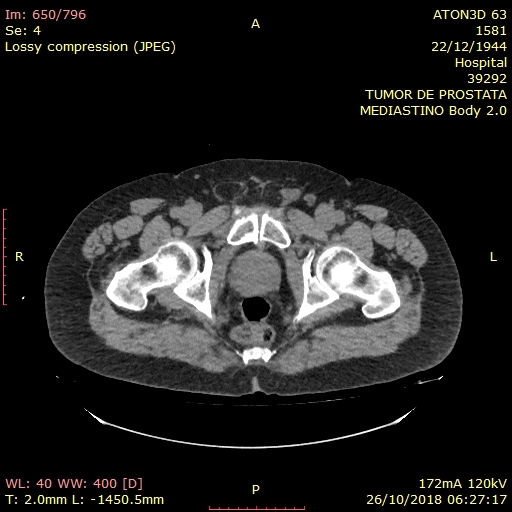 Im: 650/796
Se: 4
Lossy compression (JPEG)
A
ATON3D 63
1581
22/12/1944
Hospital
39292
TUMOR DE PROSTATA
MEDIASTINO Body 2.0
R
L
WL: 40 WW: 400 [D]
T: 2.0mm L: -1450.5mm
P
172mA 120kV
26/10/2018 06:27:17